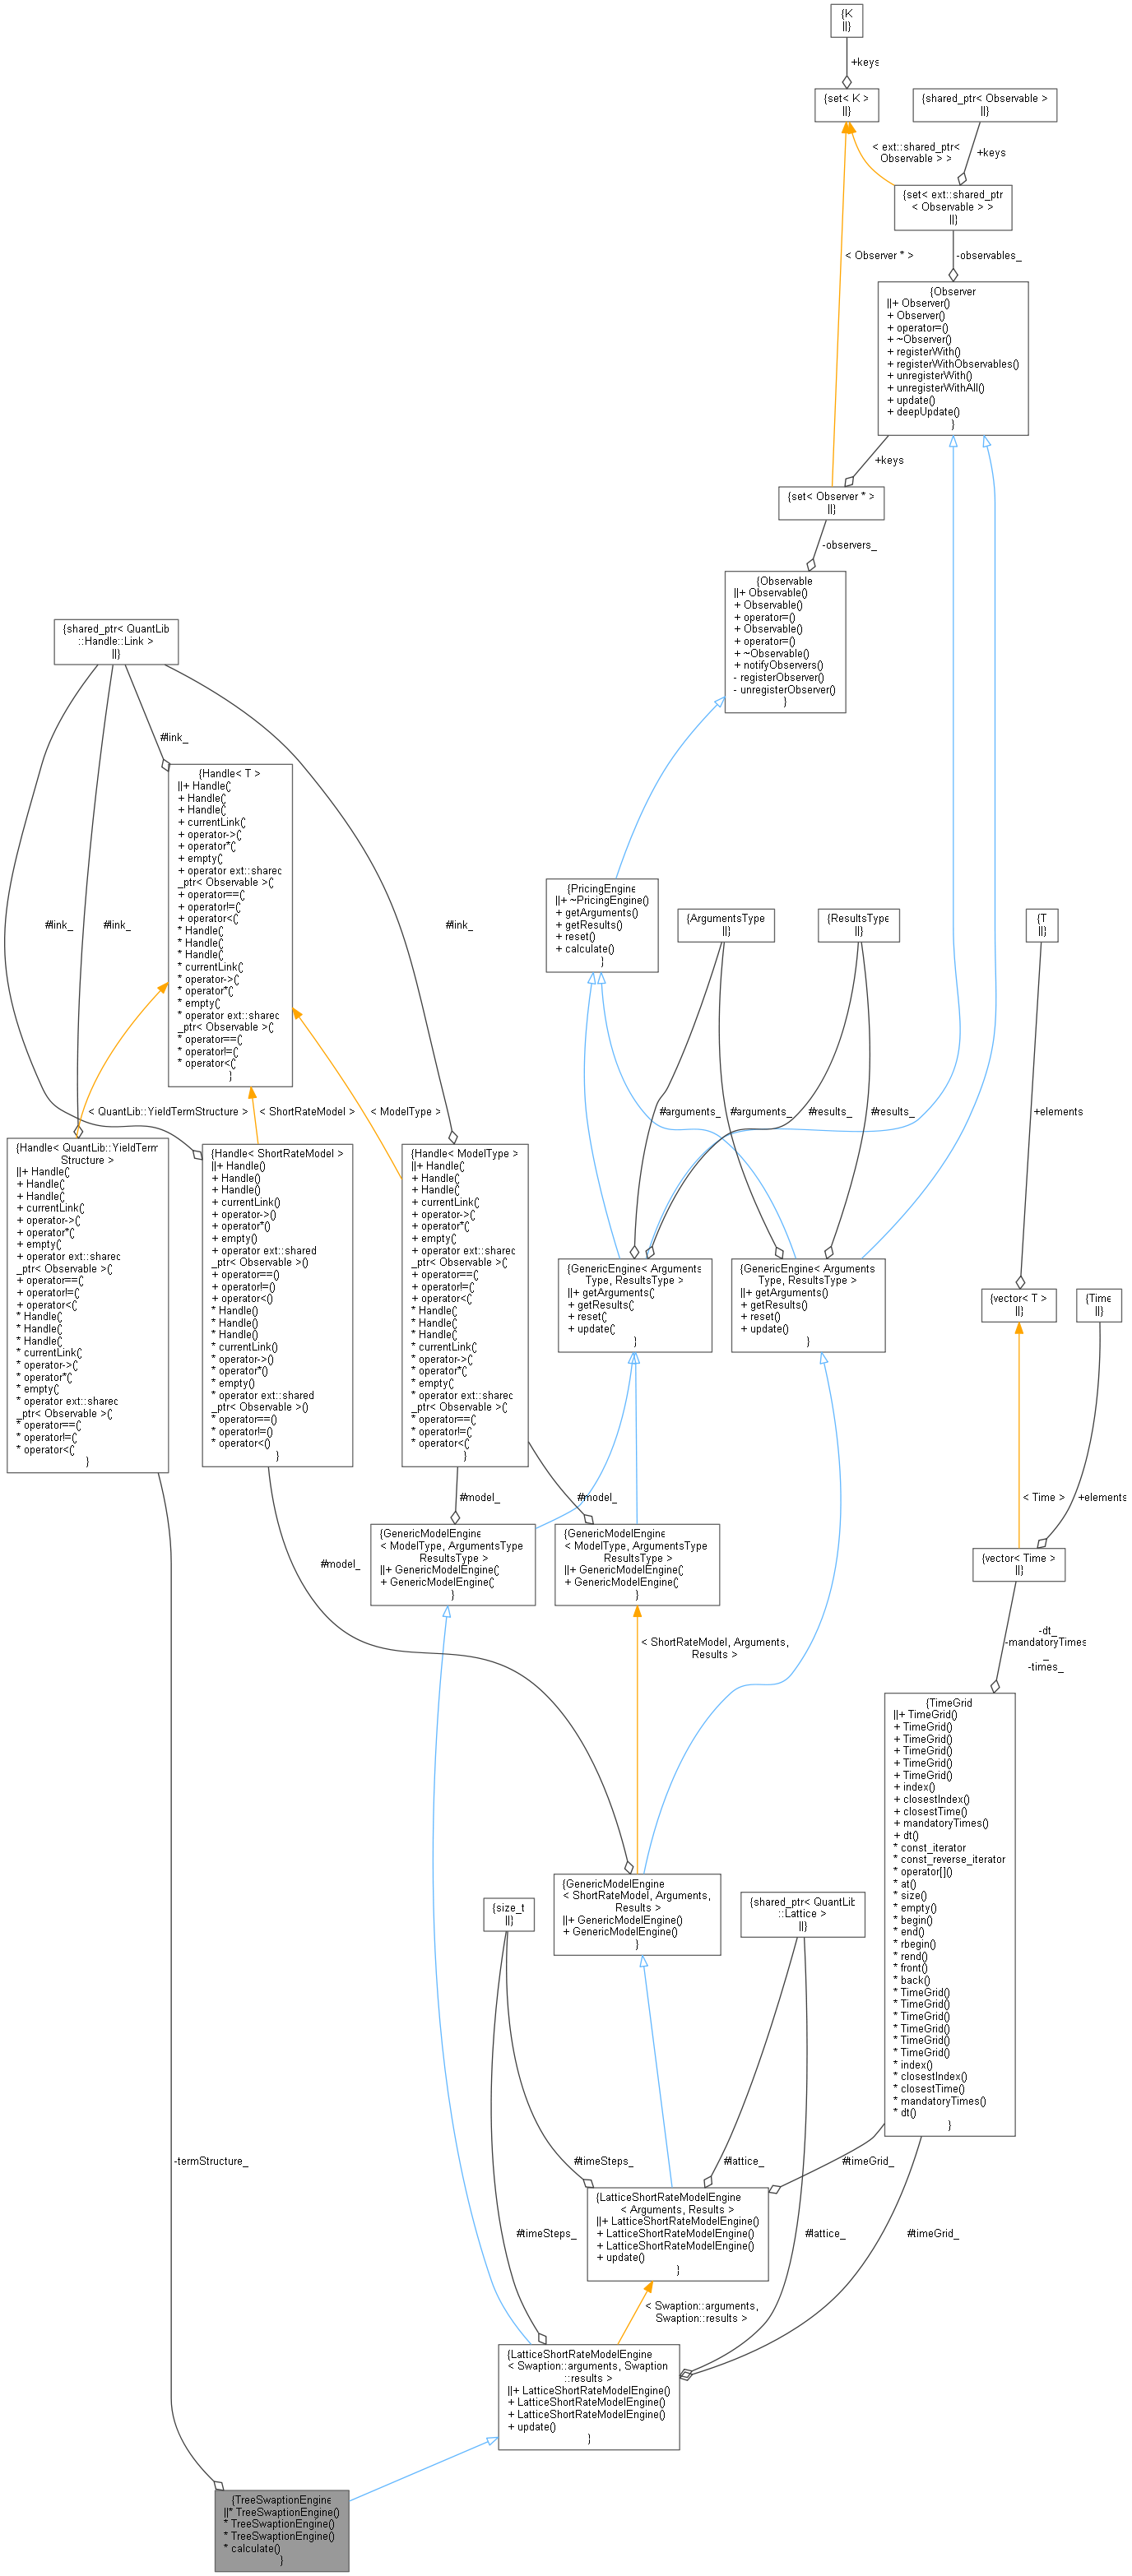 {K
||}
+keys
{set< K >
||}
{shared_ptr< Observable >
||}
< ext::shared_ptr<
Observable > >
+keys
{set< ext::shared_ptr
< Observable > >
||}
< Observer * >
-observables_
{Observer
||+ Observer()
+ Observer()
+ operator=()
+ ~Observer()
+ registerWith()
+ registerWithObservables()
+ unregisterWith()
+ unregisterWithAll()
+ update()
+ deepUpdate()
}
+keys
{set< Observer * >
||}
-observers_
{Observable
||+ Observable()
+ Observable()
+ operator=()
+ Observable()
+ operator=()
+ ~Observable()
+ notifyObservers()
- registerObserver()
- unregisterObserver()
}
{shared_ptr< QuantLib
::Handle::Link >
||}
#link_
{Handle< T >
||+ Handle(
+ Handle(
+ Handle(
+ currentLink(
+ operator->(
+ operator*(
+ empty(
+ operator ext::shared
_ptr< Observable >(
+ operator==(
+ operator!=(
+ operator<(
* Handle(
* Handle(
* Handle(
* currentLink(
* operator->(
* operator*(
* empty(
* operator ext::shared
_ptr< Observable >(
* operator==(
* operator!=(
* operator<(
}
#link_
#link_
#link_
{PricingEngine
||+ ~PricingEngine()
+ getArguments()
+ getResults()
+ reset()
+ calculate()
}
{ArgumentsType
||}
{ResultsType
||}
{T
||}
< QuantLib::YieldTermStructure >
< ShortRateModel >
< ModelType >
#arguments_
#arguments_
#results_
#results_
+elements
{Handle< QuantLib::YieldTerm
Structure >
||+ Handle(
+ Handle(
+ Handle(
+ currentLink(
+ operator->(
+ operator*(
+ empty(
+ operator ext::shared
_ptr< Observable >(
+ operator==(
+ operator!=(
+ operator<(
* Handle(
* Handle(
* Handle(
* currentLink(
* operator->(
* operator*(
* empty(
* operator ext::shared
_ptr< Observable >(
* operator==(
* operator!=(
* operator<(
}
{Handle< ShortRateModel >
||+ Handle()
+ Handle()
+ Handle()
+ currentLink()
+ operator->()
+ operator*()
+ empty()
+ operator ext::shared
_ptr< Observable >()
+ operator==()
+ operator!=()
+ operator<()
* Handle()
* Handle()
* Handle()
* currentLink()
* operator->()
* operator*()
* empty()
* operator ext::shared
_ptr< Observable >()
* operator==()
* operator!=()
* operator<()
}
{Handle< ModelType >
||+ Handle(
+ Handle(
+ Handle(
+ currentLink(
+ operator->(
+ operator*(
+ empty(
+ operator ext::shared
_ptr< Observable >(
+ operator==(
+ operator!=(
+ operator<(
* Handle(
* Handle(
* Handle(
* currentLink(
* operator->(
* operator*(
* empty(
* operator ext::shared
_ptr< Observable >(
* operator==(
* operator!=(
* operator<(
}
{GenericEngine< Arguments
Type, ResultsType >
||+ getArguments(
+ getResults(
+ reset(
+ update(
}
{GenericEngine< Arguments
Type, ResultsType >
||+ getArguments()
+ getResults()
+ reset()
+ update()
}
{vector< T >
||}
{Time
||}
#model_
#model_
#model_
< Time >
+elements
{GenericModelEngine
< ModelType, ArgumentsType
ResultsType >
||+ GenericModelEngine(
+ GenericModelEngine(
}
{GenericModelEngine
< ModelType, ArgumentsType
ResultsType >
||+ GenericModelEngine(
+ GenericModelEngine(
}
{vector< Time >
||}
< ShortRateModel, Arguments,
Results >
-dt_
-mandatoryTimes
_
-times_
{TimeGrid
||+ TimeGrid()
+ TimeGrid()
+ TimeGrid()
+ TimeGrid()
+ TimeGrid()
+ TimeGrid()
+ index()
+ closestIndex()
+ closestTime()
+ mandatoryTimes()
+ dt()
* const_iterator
* const_reverse_iterator
* operator[]()
* at()
* size()
* empty()
* begin()
* end()
* rbegin()
* rend()
* front()
* back()
* TimeGrid()
* TimeGrid()
* TimeGrid()
* TimeGrid()
* TimeGrid()
* TimeGrid()
* index()
* closestIndex()
* closestTime()
* mandatoryTimes()
* dt()
}
{GenericModelEngine
< ShortRateModel, Arguments,
Results >
||+ GenericModelEngine()
+ GenericModelEngine()
}
{size_t
||}
{shared_ptr< QuantLib
::Lattice >
||}
-termStructure_
#timeSteps_
#lattice_
#timeGrid_
{LatticeShortRateModelEngine
< Arguments, Results >
||+ LatticeShortRateModelEngine()
+ LatticeShortRateModelEngine()
+ LatticeShortRateModelEngine()
+ update()
}
#timeSteps_
#lattice_
#timeGrid_
< Swaption::arguments,
Swaption::results >
{LatticeShortRateModelEngine
< Swaption::arguments, Swaption
::results >
||+ LatticeShortRateModelEngine()
+ LatticeShortRateModelEngine()
+ LatticeShortRateModelEngine()
+ update()
}
{TreeSwaptionEngine
||* TreeSwaptionEngine()
* TreeSwaptionEngine()
* TreeSwaptionEngine()
* calculate()
}